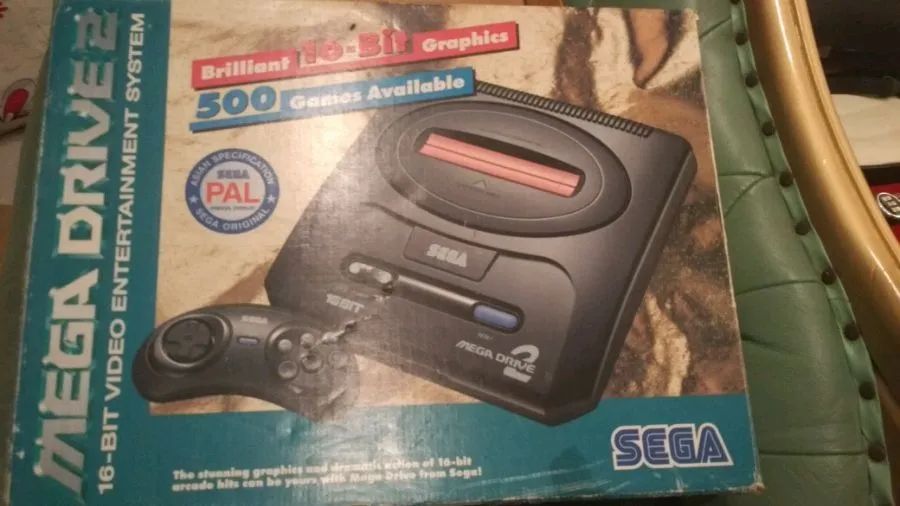 MEGA DRIVE 2
16-BIT VIDEO ENTERTAINMENT SYSTEM
Brilliant 16-Bit Graphics
500 Games Available
ASIAN SPECIFICATION
SEGA
PAL
SEGA ORIGINAL
SEGA
16BIT
MEGA DRIVE 2
SEGA
SEGA
The stunning graphics and dramatic action of 16-bit
arcade hits can be yours with Mega Drive from Sega!